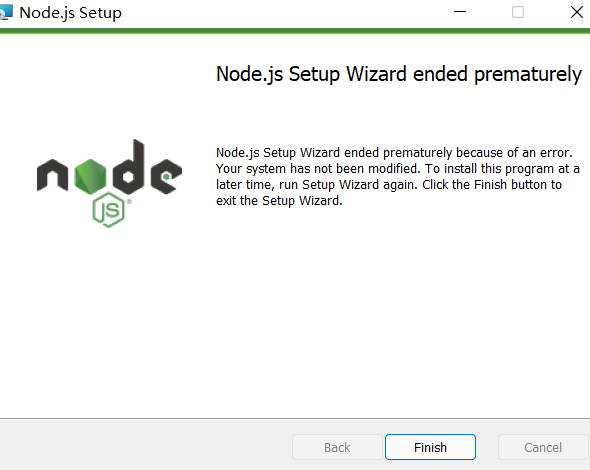 Node.js Setup
Node.js Setup Wizard ended prematurely
node
JS
Node.js Setup Wizard ended prematurely because of an error.
Your system has not been modified. To install this program at a
later time, run Setup Wizard again. Click the Finish button to
exit the Setup Wizard.
Back
Finish
Cancel